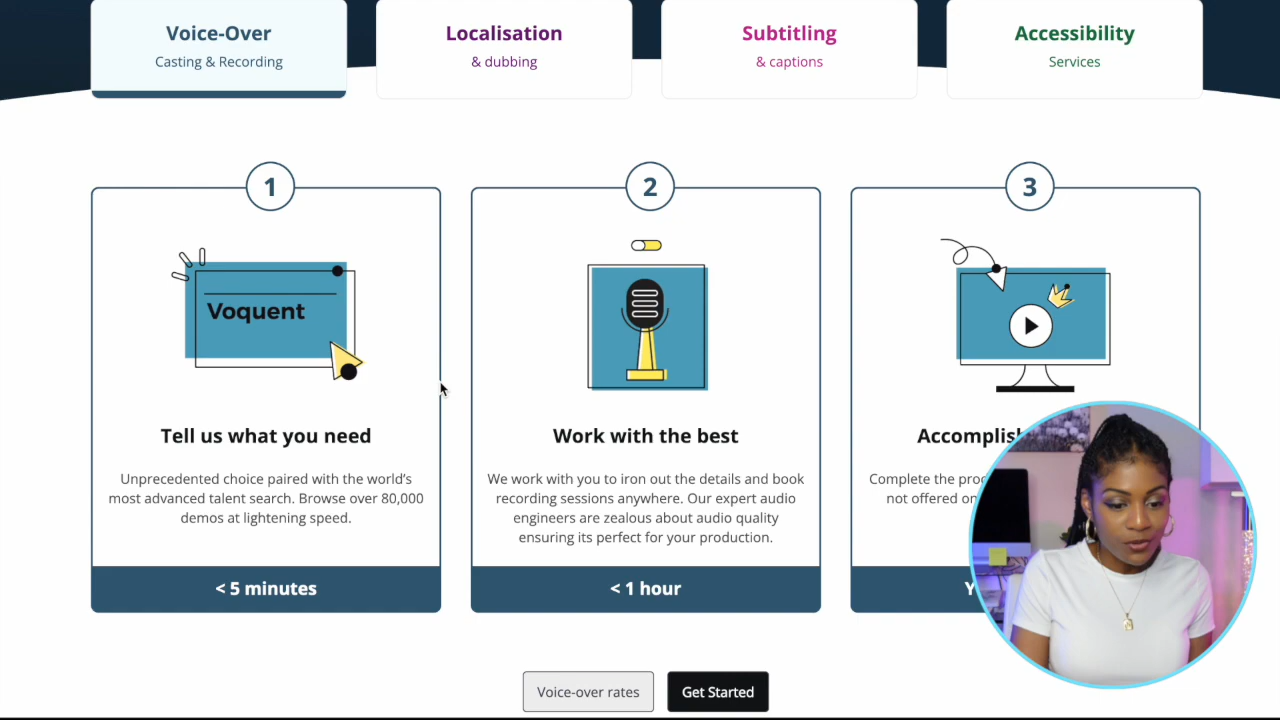 Voice-Over
Casting & Recording
Localisation
& dubbing
Subtitling
& captions
Accessibility
Services
1
Voquent
Tell us what you need
Unprecedented choice paired with the world's
most advanced talent search. Browse over 80,000
demos at lightening speed.
< 5 minutes
2
Work with the best
We work with you to iron out the details and book
recording sessions anywhere. Our expert audio
engineers are zealous about audio quality
ensuring its perfect for your production.
< 1 hour
3
Complete the
not offered
Voice-over rates
Get Started